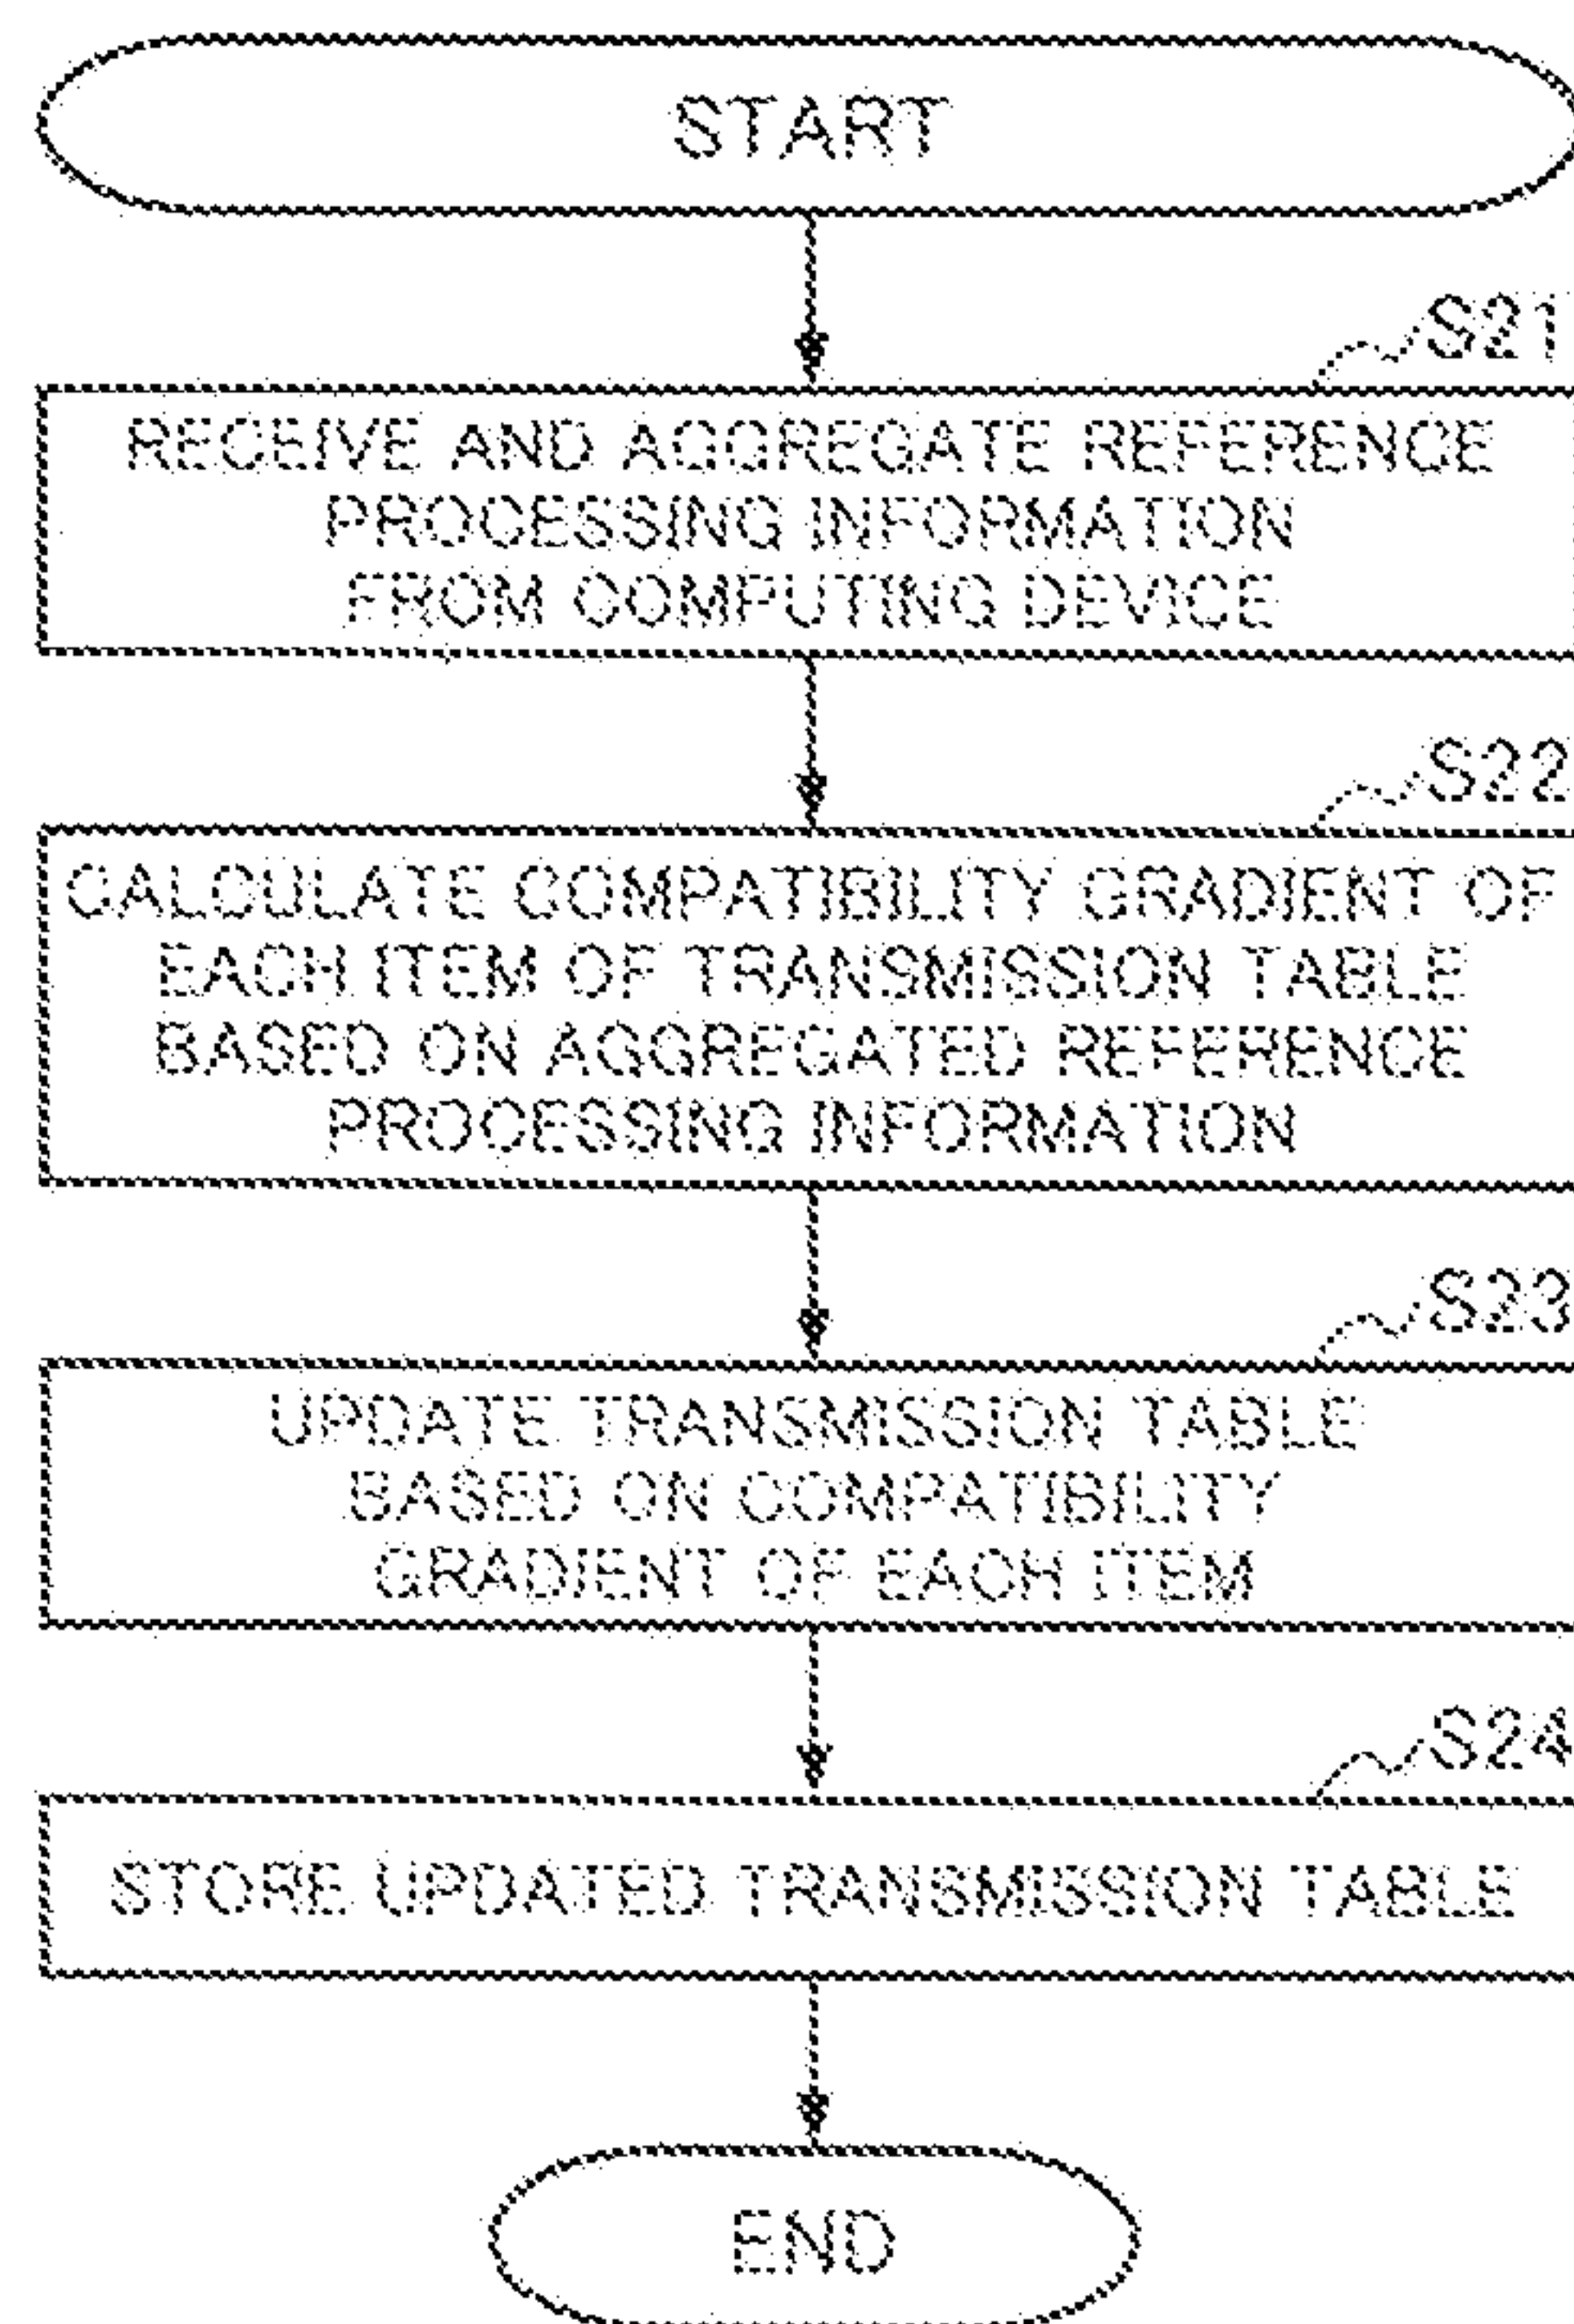 START
S21
RECEIVE AND AGGREGATE REFERENCE
PROCESSING INFORMATION
FROM COMPUTING DEVICE
S22
CALCULATE COMPATIBILITY GRADIENT OF
EACH ITEM OF TRANSMISSION TABLE
BASED ON AGGREGATED REFERENCE
PROCESSING INFORMATION
S23
UPDATE TRANSMISSION TABLE
BASED ON COMPATIBILITY
GRADIENT OF EACH ITEM
S24
STORE UPDATED TRANSMISSION TABLE
END